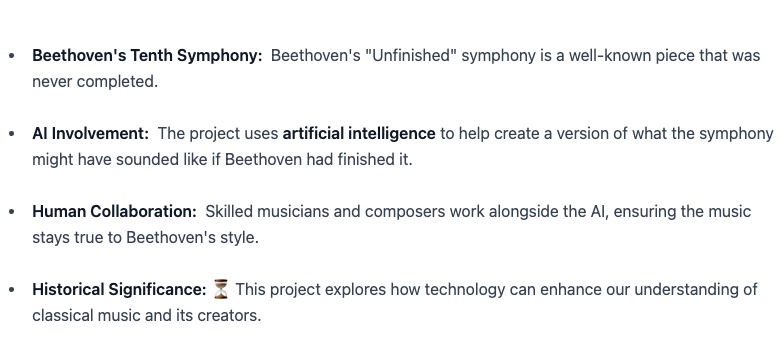 • Beethoven's Tenth Symphony: Beethoven's "Unfinished" symphony is a well-known piece that was
never completed.
• AI Involvement: The project uses artificial intelligence to help create a version of what the symphony
might have sounded like if Beethoven had finished it.
• Human Collaboration: Skilled musicians and composers work alongside the AI, ensuring the music
stays true to Beethoven's style.
• Historical Significance: ⏳ This project explores how technology can enhance our understanding of
classical music and its creators.